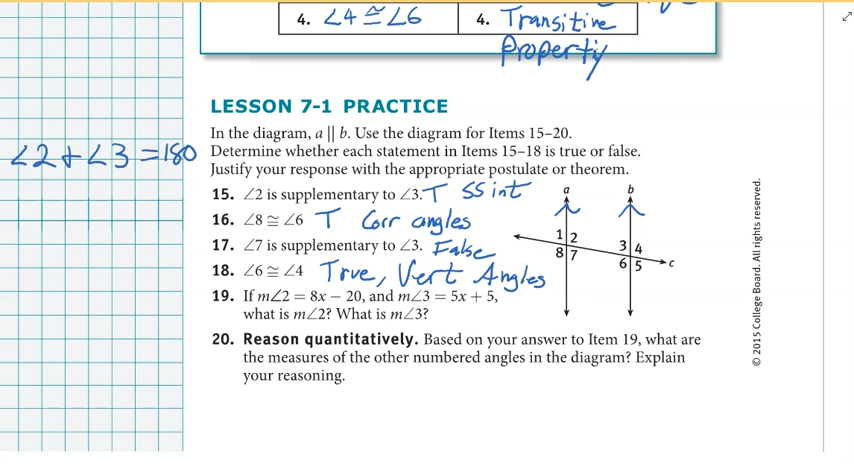 4. ∠4 ≅ ∠6
4. Transitive
Property
LESSON 7-1 PRACTICE
In the diagram, a || b. Use the diagram for Items 15–20.
∠2 + ∠3 = 180
Determine whether each statement in Items 15–18 is true or false.
Justify your response with the appropriate postulate or theorem.
15. ∠2 is supplementary to ∠3. T SS int
16. ∠8 ≅ ∠6 T Corr angles
17. ∠7 is supplementary to ∠3. False
18. ∠6 ≅ ∠4 True, Vert Angles
19. If m∠2 = 8x − 20, and m∠3 = 5x + 5,
what is m∠2? What is m∠3?
20. Reason quantitatively. Based on your answer to Item 19, what are
the measures of the other numbered angles in the diagram? Explain
your reasoning.
a b
1 2
8 7
3 4
6 5
c
© 2015 College Board. All rights reserved.